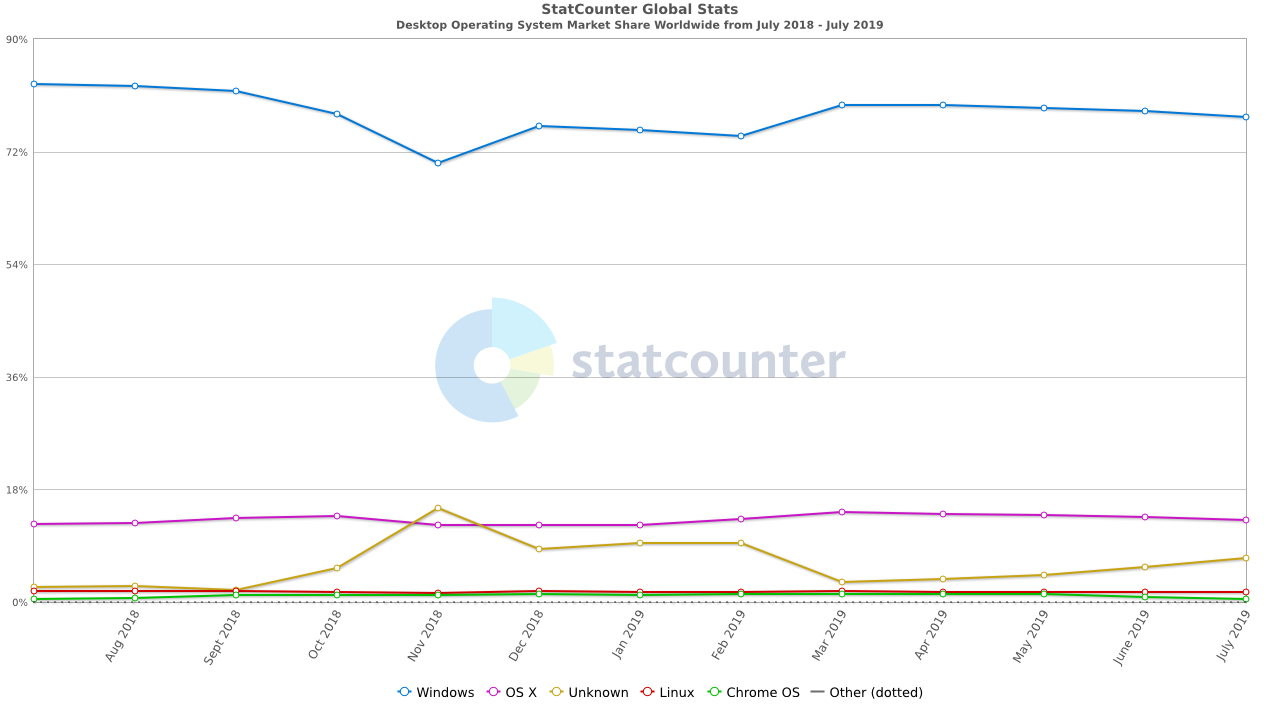 StatCounter Global Stats
Desktop Operating System Market Share Worldwide from July 2018 - July 2019
90%
72%
54%
36%
18%
0%
statcounter
Aug 2018
Sept 2018
Oct 2018
Nov 2018
Dec 2018
Jan 2019
Feb 2019
Mar 2019
Apr 2019
May 2019
June 2019
July 2019
Windows OS X Unknown Linux Chrome OS Other (dotted)